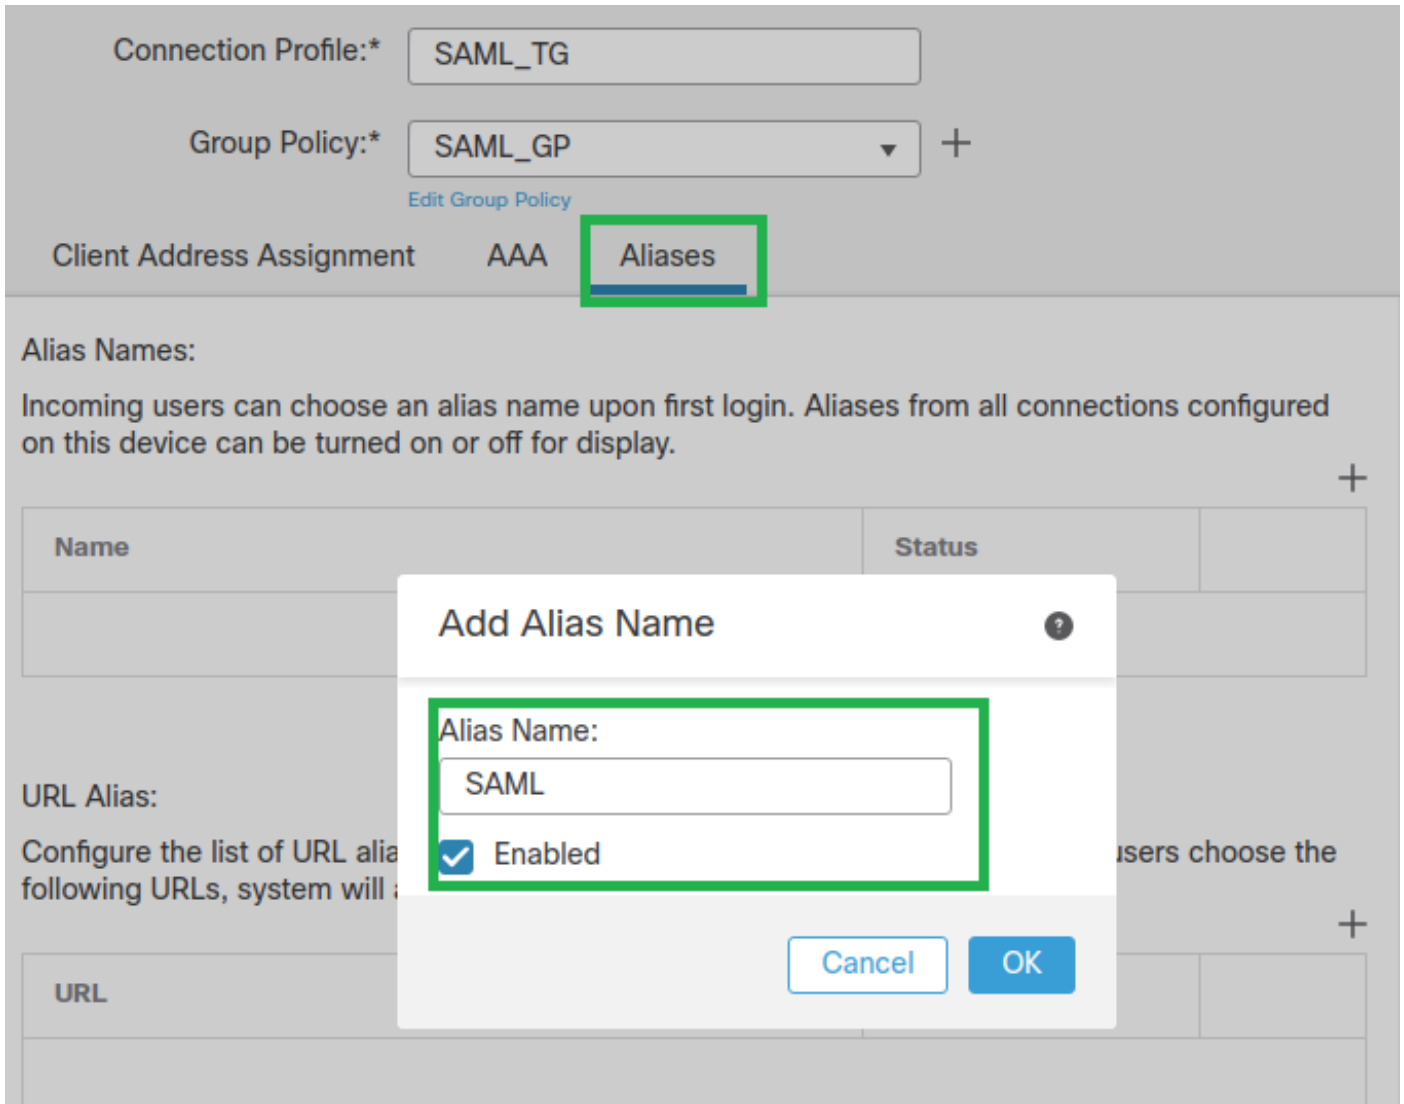 Connection Profile:* SAML_TG
Group Policy:* SAML_GP
Edit Group Policy
Client Address Assignment AAA Aliases
Alias Names:
Incoming users can choose an alias name upon first login. Aliases from all connections configured
on this device can be turned on or off for display.
Name Status
Add Alias Name
?
Alias Name:
SAML
Enabled
Cancel OK
URL Alias:
Configure the list of URL users choose the
following URLs, system will
URL